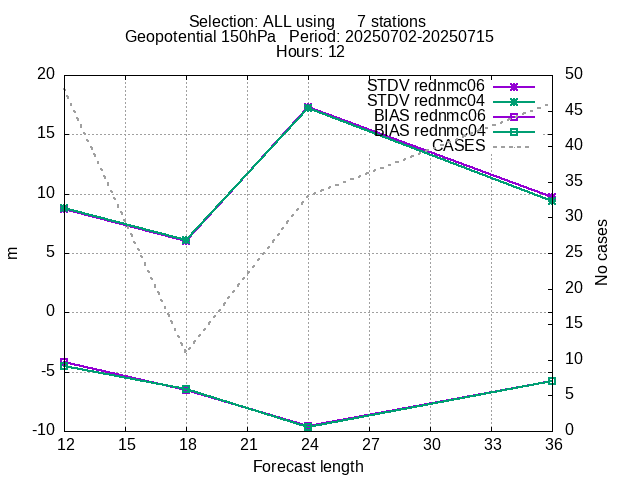 Selection: ALL using     7 stations
Geopotential 150hPa   Period: 20250702-20250715
Hours: 12
STDV rednmc06
STDV rednmc04
BIAS rednmc06
BIAS rednmc04
CASES
20
15
10
5
0
-5
-10
m
50
45
40
35
30
25
20
15
10
5
0
No cases
12 15 18 21 24 27 30 33 36
Forecast length